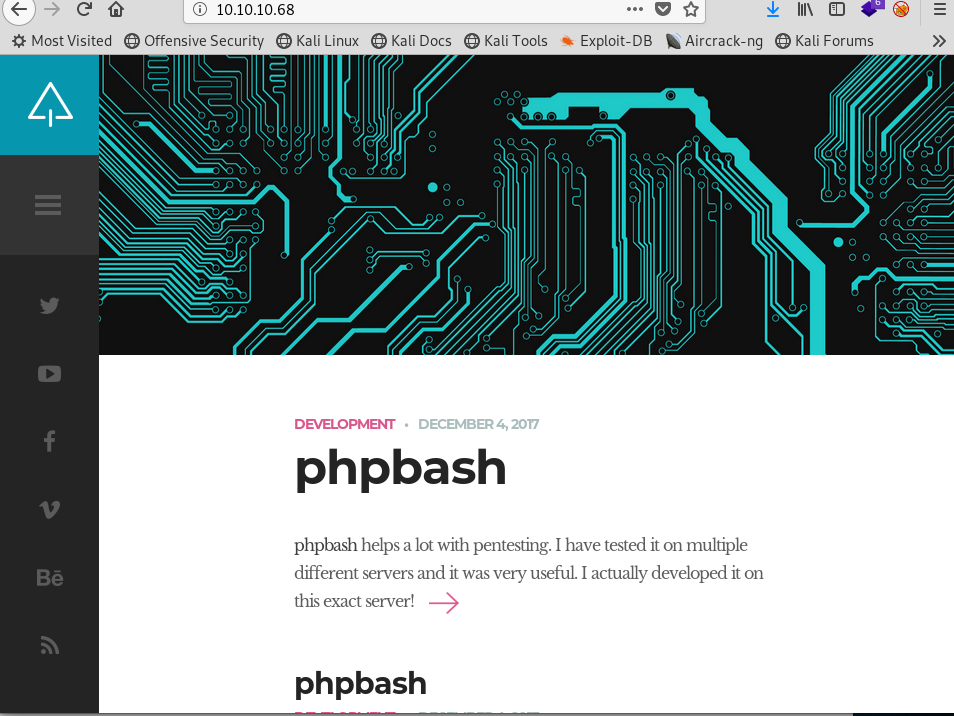 10.10.10.68
6
Most Visited Offensive Security Kali Linux Kali Docs Kali Tools Exploit-DB Aircrack-ng Kali Forums
DEVELOPMENT • DECEMBER 4, 2017
phpbash
phpbash helps a lot with pentesting. I have tested it on multiple
different servers and it was very useful. I actually developed it on
this exact server!
phpbash